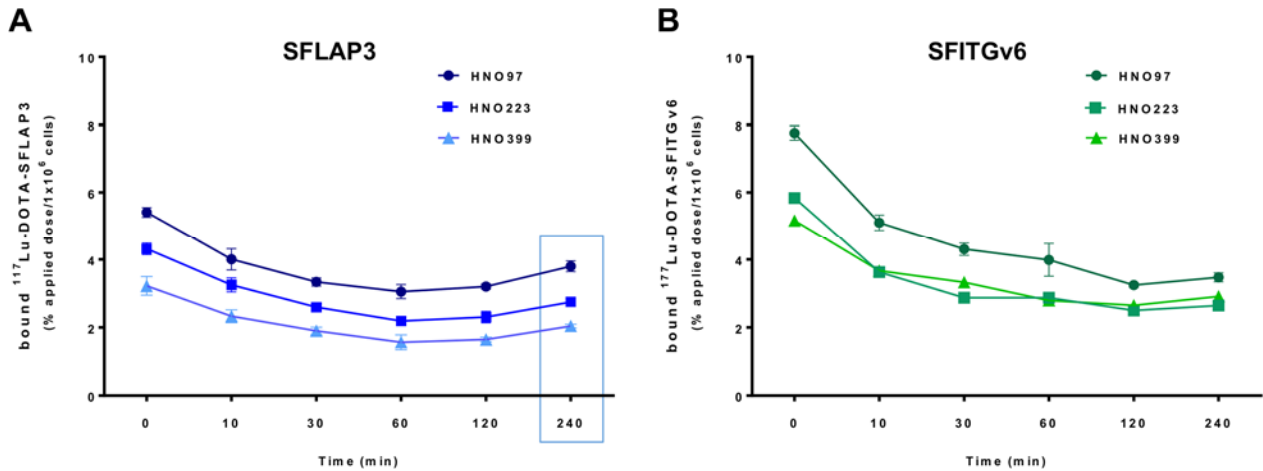 A
SFLAP3
bound ¹¹⁷Lu-DOTA-SFLAP3
(% applied dose/1x10⁶ cells)
10
8
6
4
2
0
HNO97
HNO223
HNO399
0 10 30 60 120 240
Time (min)
B
SFITGv6
bound ¹⁷⁷Lu-DOTA-SFITGv6
(% applied dose/1x10⁶ cells)
10
8
6
4
2
0
HNO97
HNO223
HNO399
0 10 30 60 120 240
Time (min)